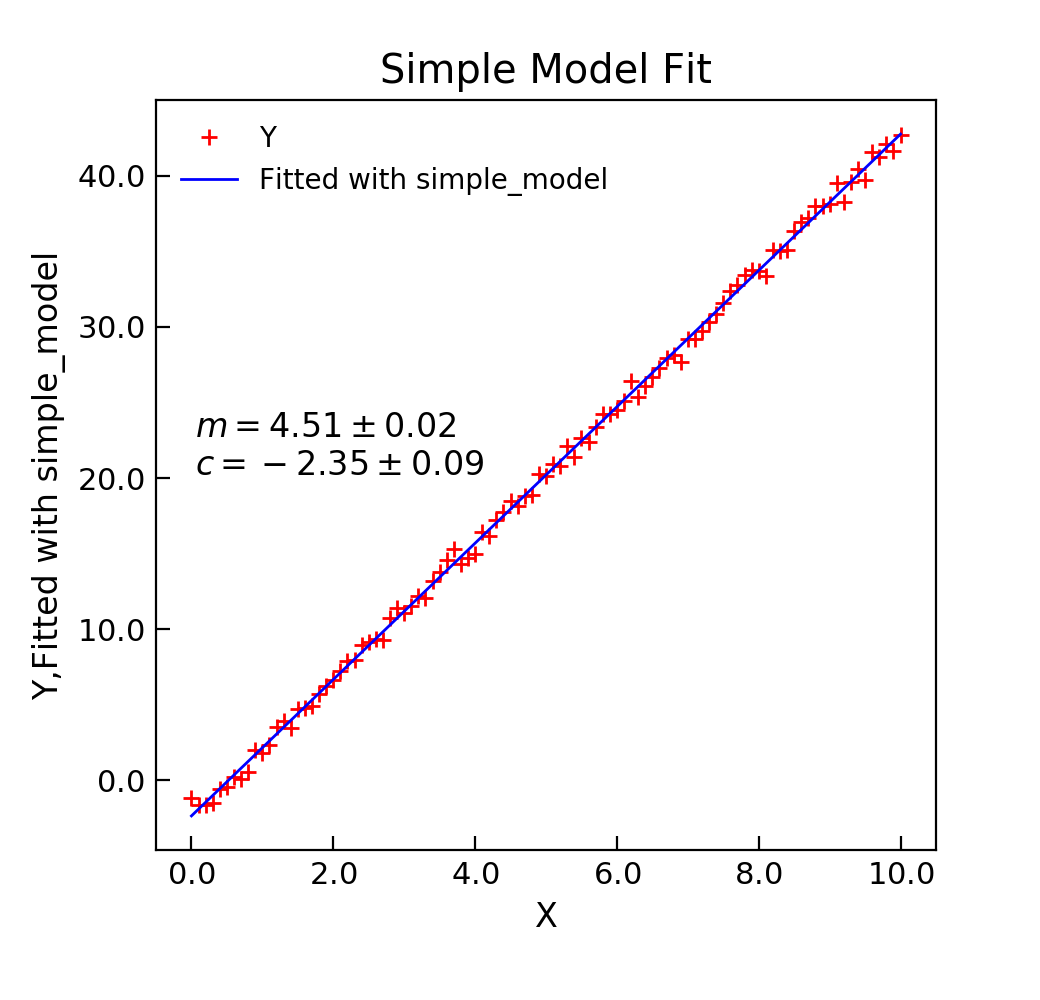 Simple Model Fit
Y
Fitted with simple_model
40.0
30.0
20.0
10.0
0.0
Y,Fitted with simple_model
m = 4.51 ± 0.02
c = − 2.35 ± 0.09
0.0 2.0 4.0 6.0 8.0 10.0
X